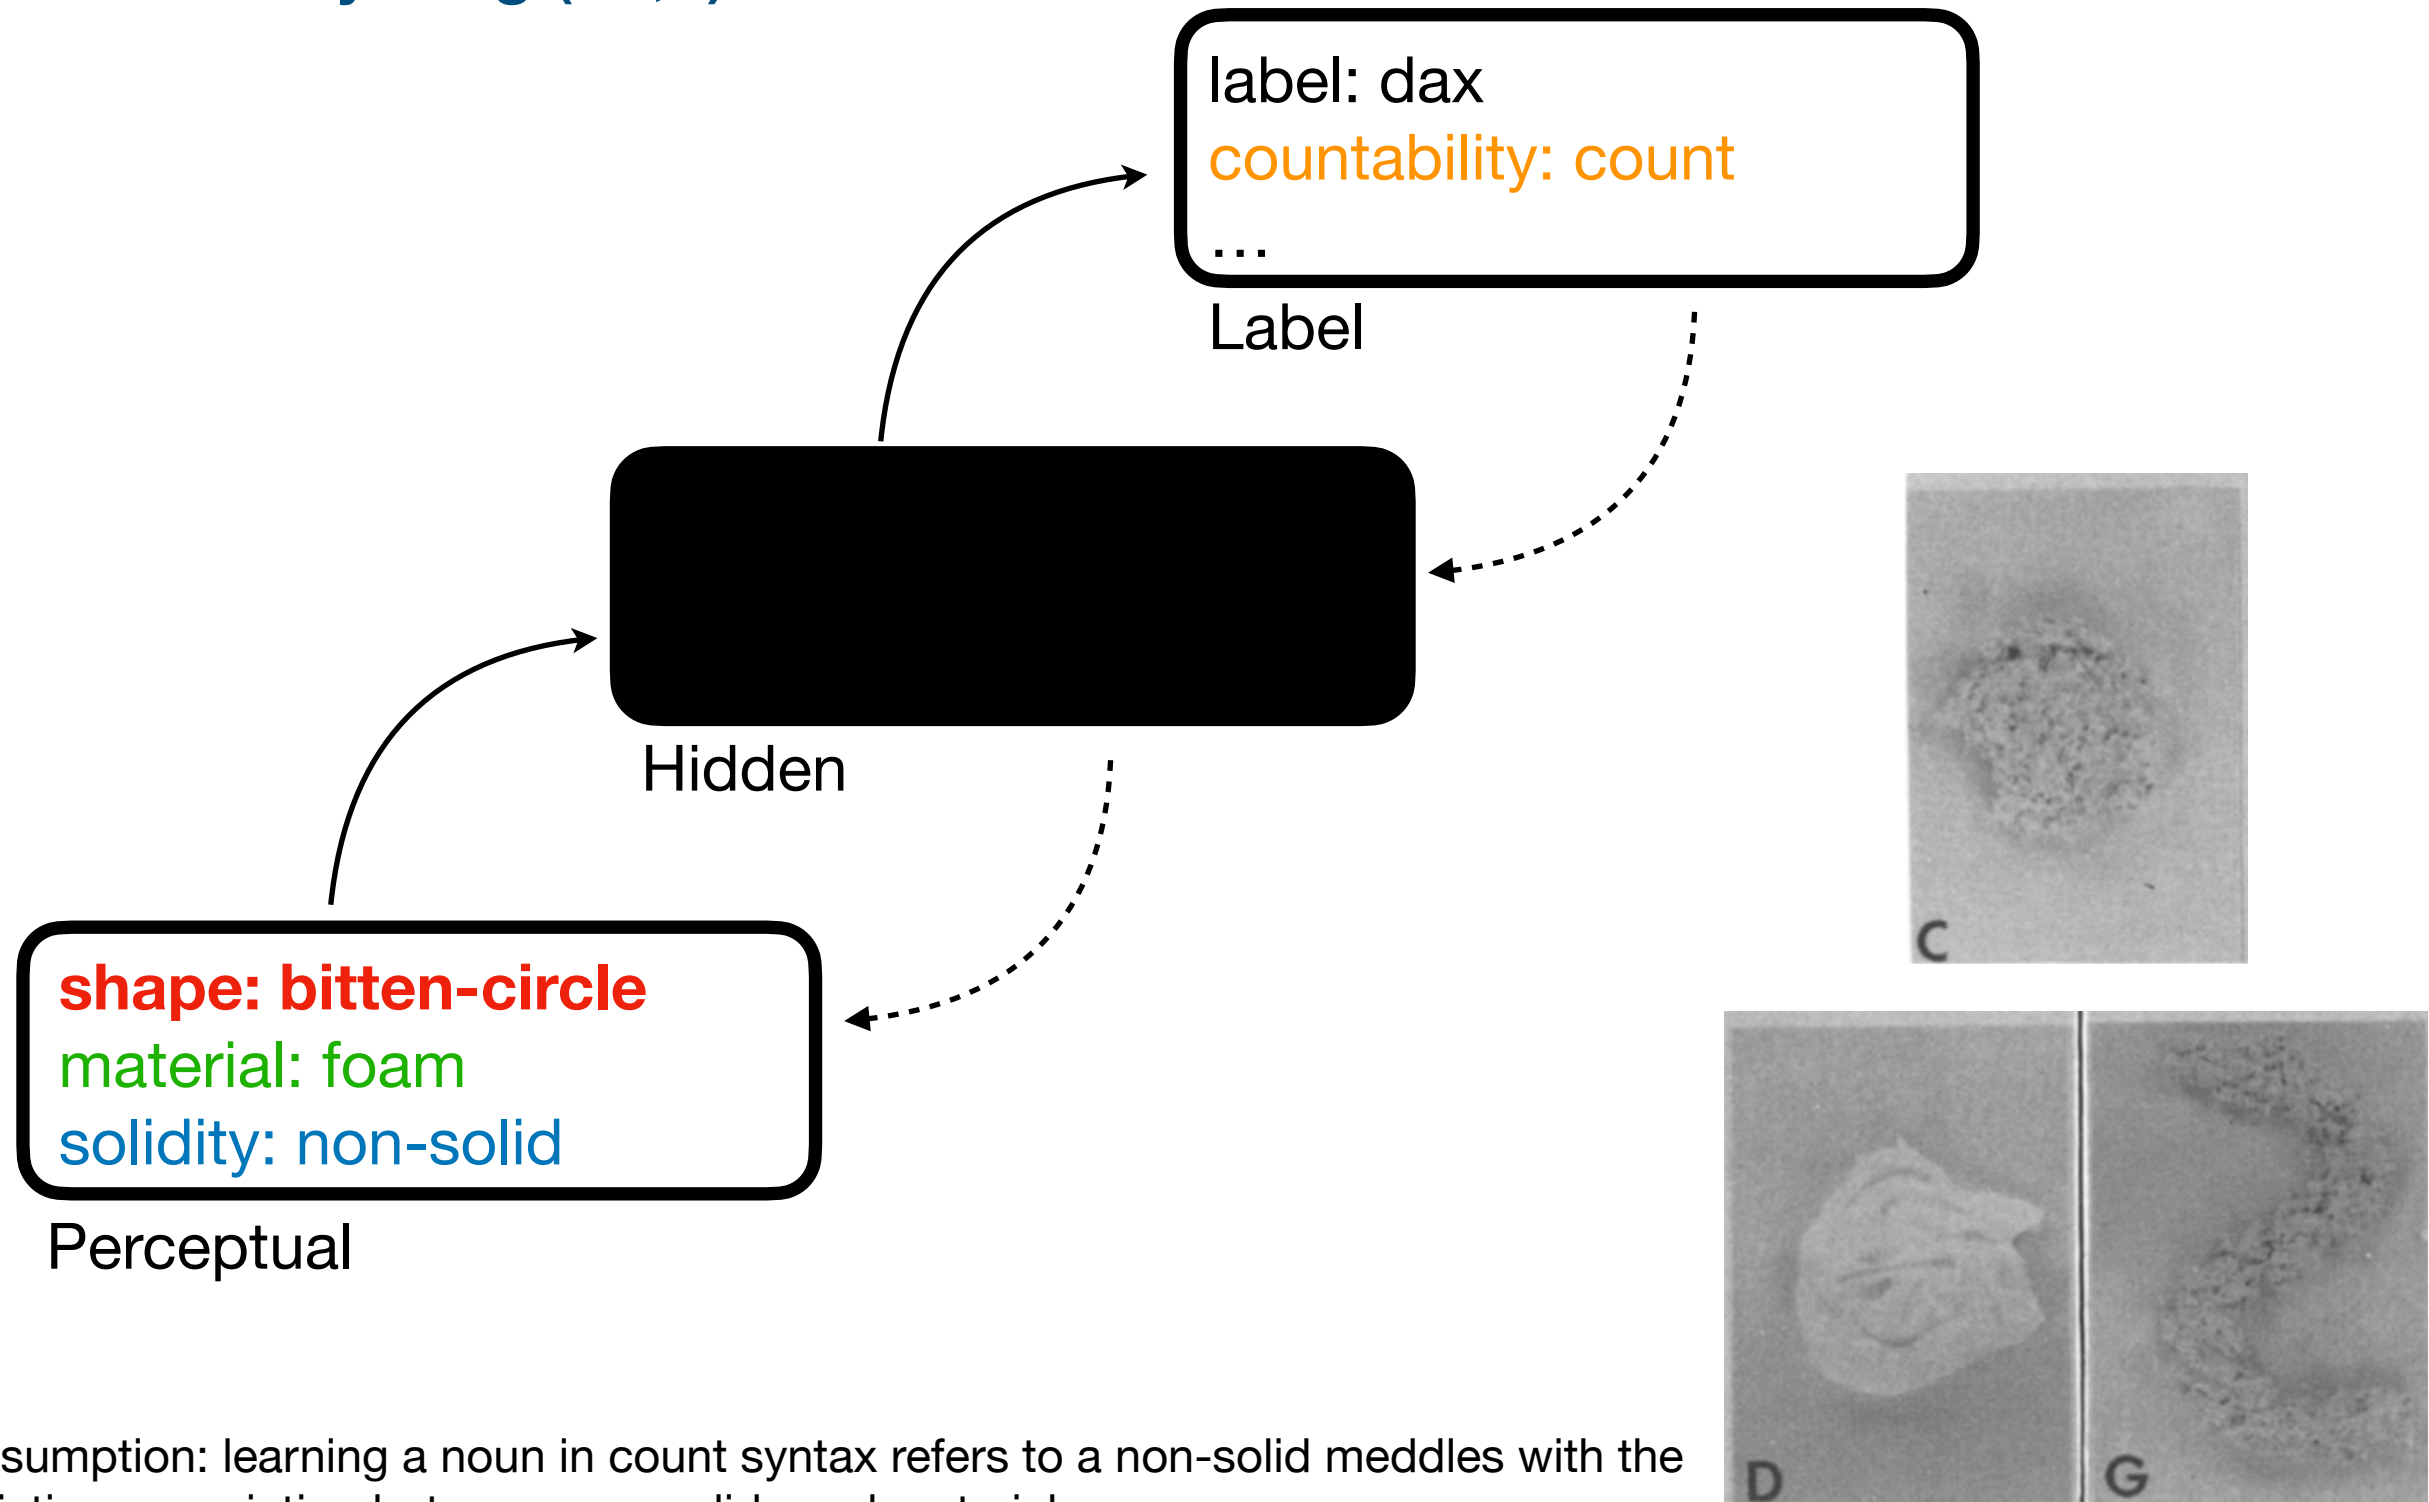 label: dax
countability: count
...
Label
Hidden
C
shape: bitten-circle
material: foam
solidity: non-solid
Perceptual
sumption: learning a noun in count syntax refers to a non-solid meddles with the
D
G